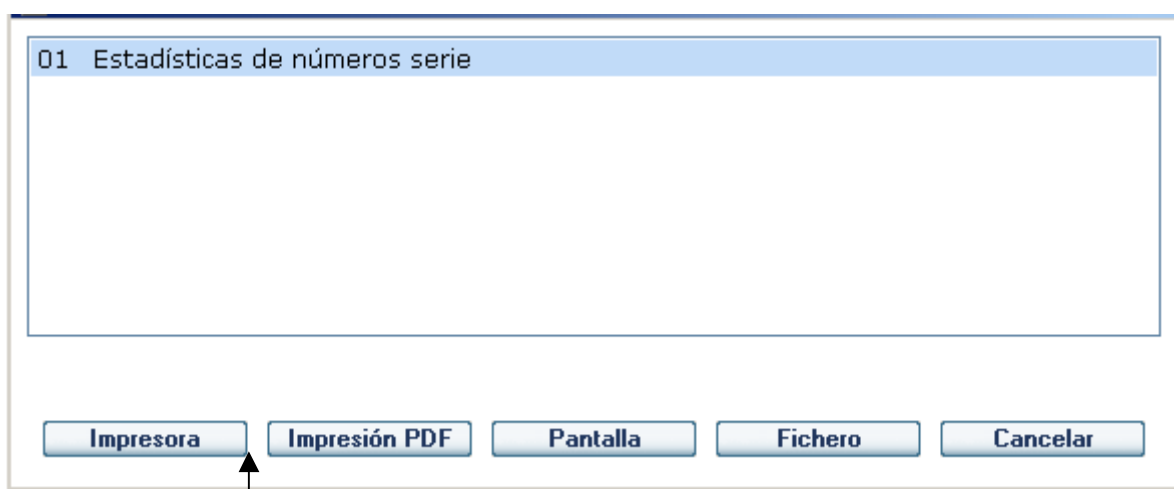 01 Estadísticas de números serie
Impresora Impresión PDF Pantalla Fichero Cancelar